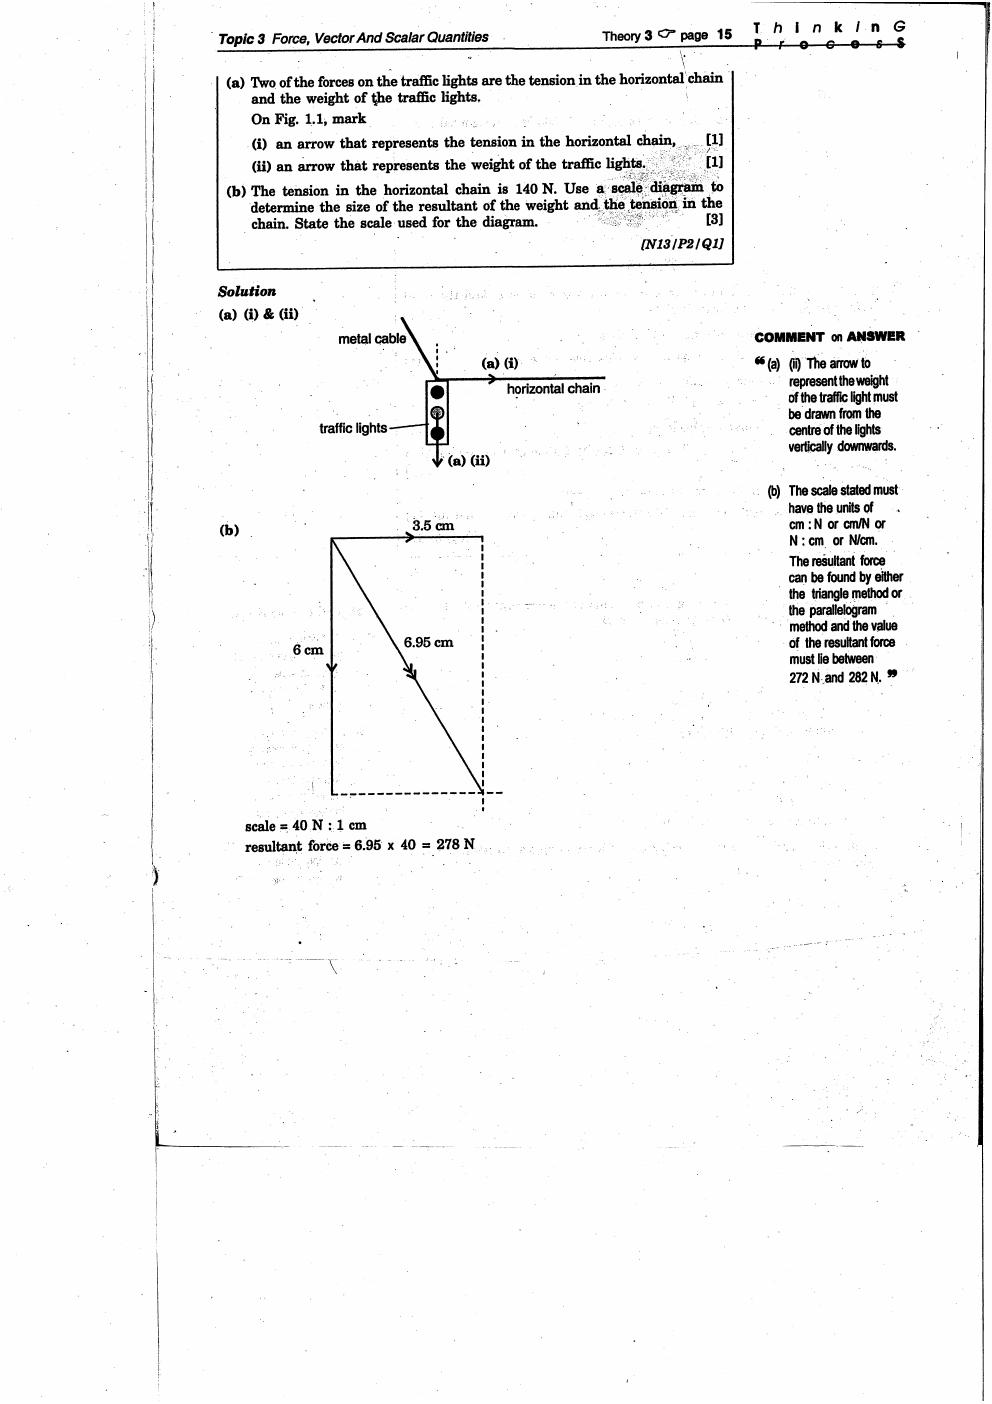 Topic 3 Force, Vector And Scalar Quantities
Theory 3 ☞ page 15
ThinkinG
ProcesS
(a) Two of the forces on the traffic lights are the tension in the horizontal chain
and the weight of the traffic lights.
On Fig. 1.1, mark
(i) an arrow that represents the tension in the horizontal chain, [1]
(ii) an arrow that represents the weight of the traffic lights. [1]
(b) The tension in the horizontal chain is 140 N. Use a scale diagram to
determine the size of the resultant of the weight and the tension in the
chain. State the scale used for the diagram. [3]
[N13/P2/Q1]
Solution
(a) (i) & (ii)
metal cable
(a) (i)
horizontal chain
traffic lights
(a) (ii)
(b)
3.5 cm
6 cm
6.95 cm
scale = 40 N : 1 cm
resultant force = 6.95 x 40 = 278 N
COMMENT on ANSWER
“(a) (ii) The arrow to
represent the weight
of the traffic light must
be drawn from the
centre of the lights
vertically downwards.
(b) The scale stated must
have the units of
cm : N or cm/N or
N : cm or N/cm.
The resultant force
can be found by either
the triangle method or
the parallelogram
method and the value
of the resultant force
must lie between
272 N and 282 N. ”